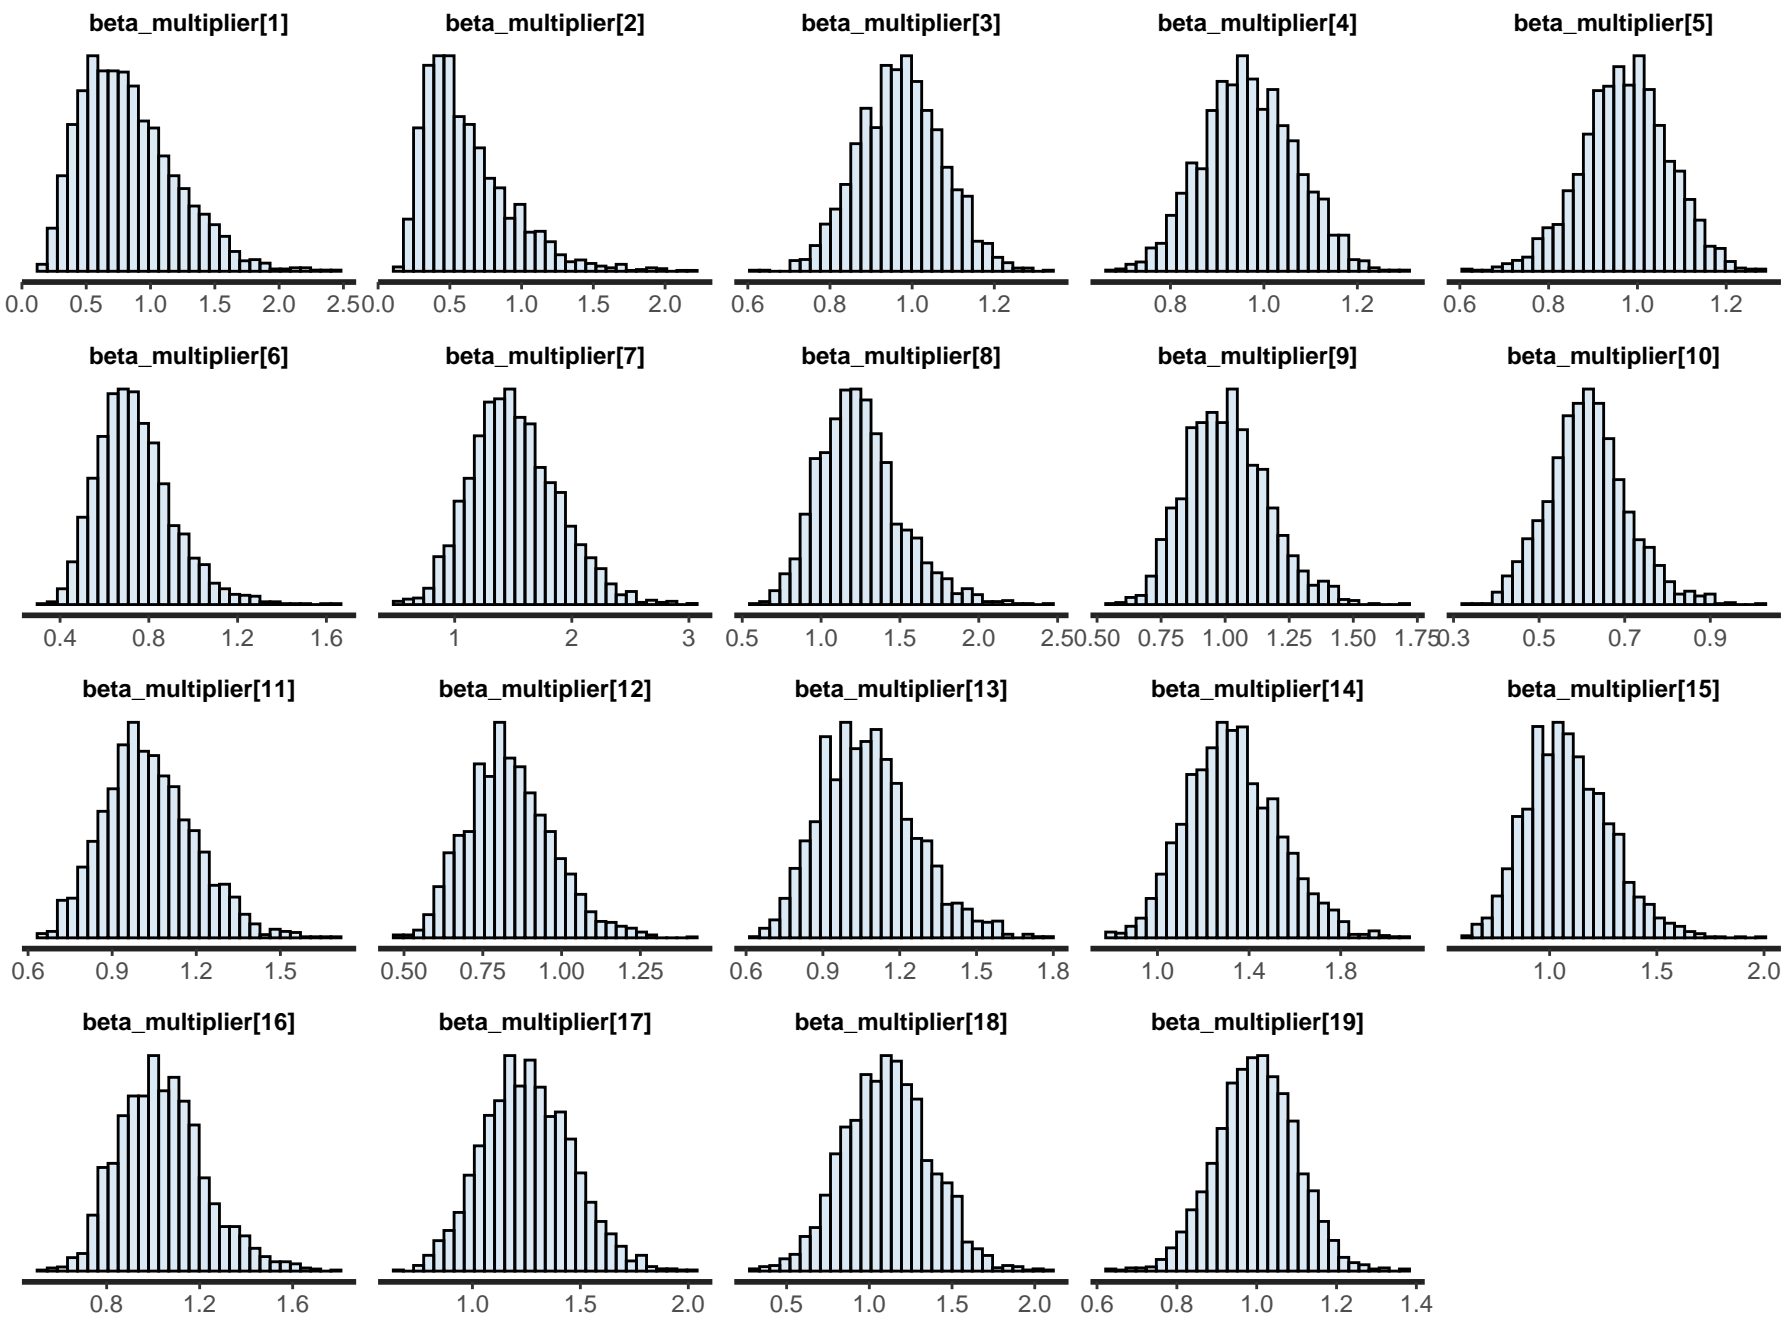 beta_multiplier[1] beta_multiplier[2] beta_multiplier[3] beta_multiplier[4] beta_multiplier[5]
0.0 0.5 1.0 1.5 2.0 2.5 0.0 0.5 1.0 1.5 2.0 0.6 0.8 1.0 1.2 0.8 1.0 1.2 0.6 0.8 1.0 1.2
beta_multiplier[6] beta_multiplier[7] beta_multiplier[8] beta_multiplier[9] beta_multiplier[10]
0.4 0.8 1.2 1.6 1 2 3 0.5 1.0 1.5 2.0 2.5 0.50 0.75 1.00 1.25 1.50 1.75 0.3 0.5 0.7 0.9
beta_multiplier[11] beta_multiplier[12] beta_multiplier[13] beta_multiplier[14] beta_multiplier[15]
0.6 0.9 1.2 1.5 0.50 0.75 1.00 1.25 0.6 0.9 1.2 1.5 1.8 1.0 1.4 1.8 1.0 1.5 2.0
beta_multiplier[16] beta_multiplier[17] beta_multiplier[18] beta_multiplier[19]
0.8 1.2 1.6 1.0 1.5 2.0 0.5 1.0 1.5 2.0 0.6 0.8 1.0 1.2 1.4